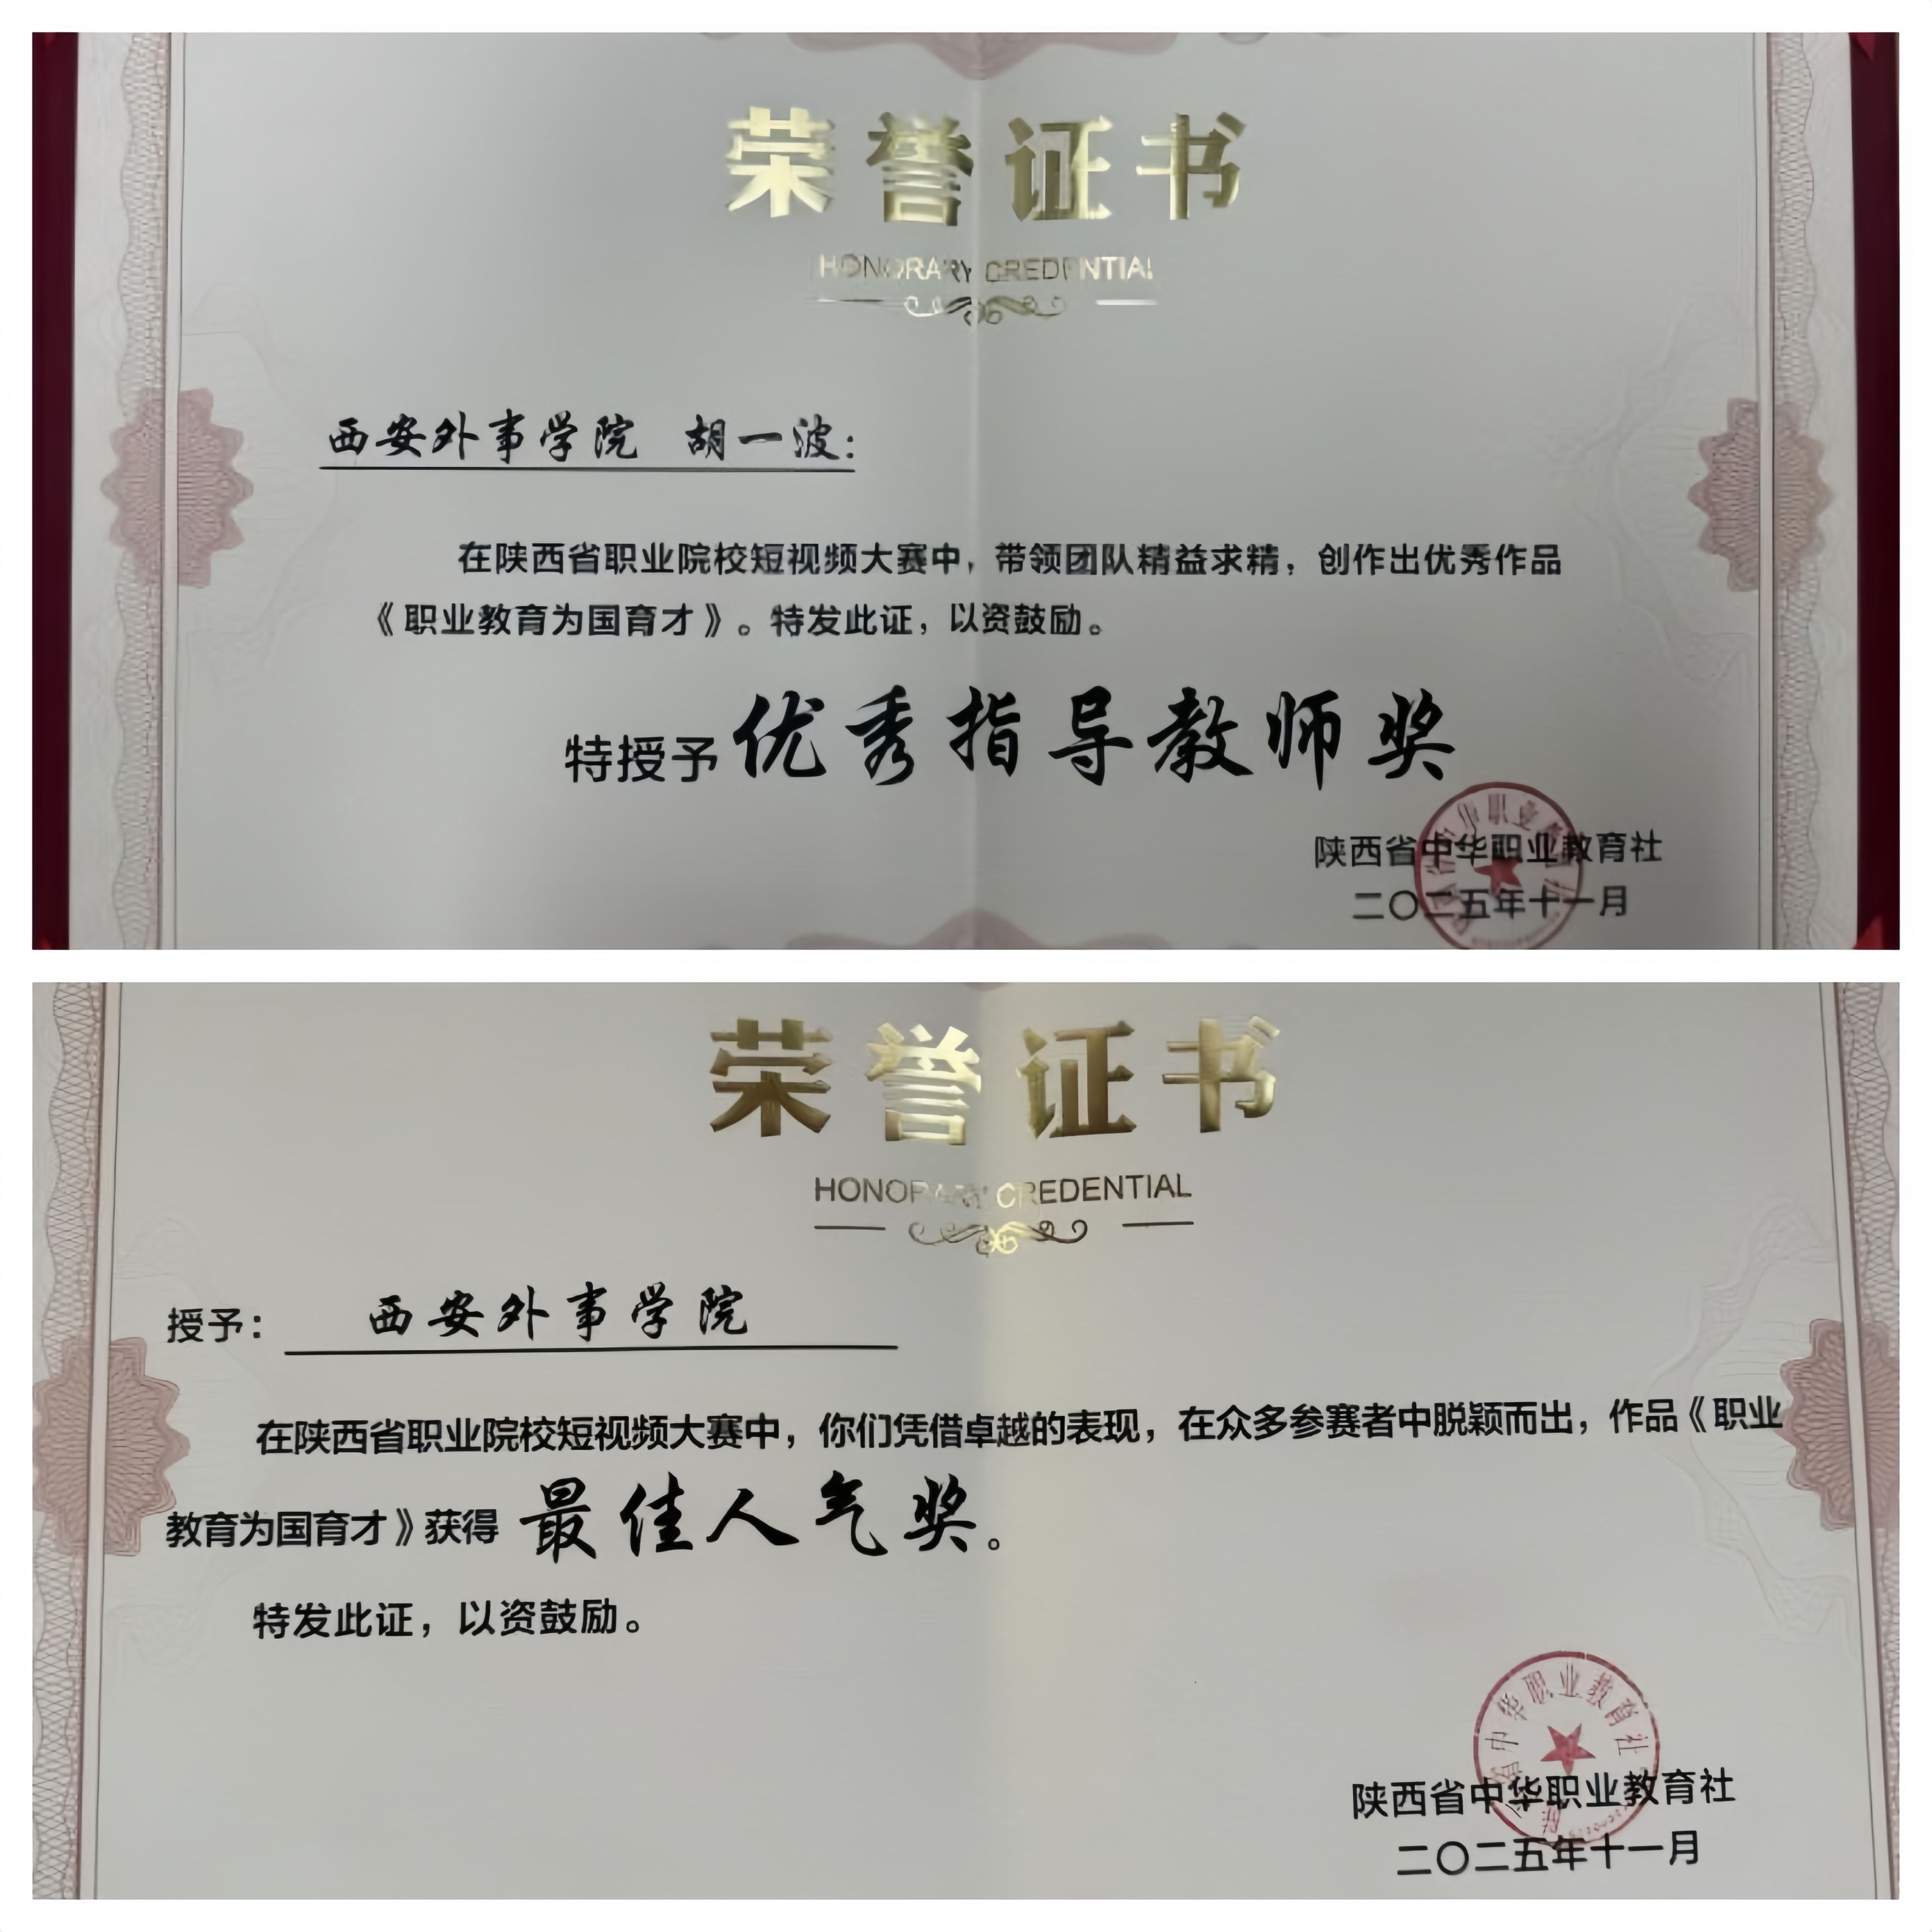 荣誉证书
HONORARY CREDENTIAL
西安外事学院 胡一波:
在陕西省职业院校短视频大赛中，带领团队精益求精，创作出优秀作品
《职业教育为国育才》。特发此证，以资鼓励。
特授予优秀指导教师奖
陕西省中华职业教育社
二〇二五年十一月
荣誉证书
HONORARY CREDENTIAL
授予： 西安外事学院
在陕西省职业院校短视频大赛中，你们凭借卓越的表现，在众多参赛者中脱颖而出，作品《职业
教育为国育才》获得 最佳人气奖。
特发此证，以资鼓励。
中华职业教育社
陕西省中华职业教育社
二〇二五年十一月